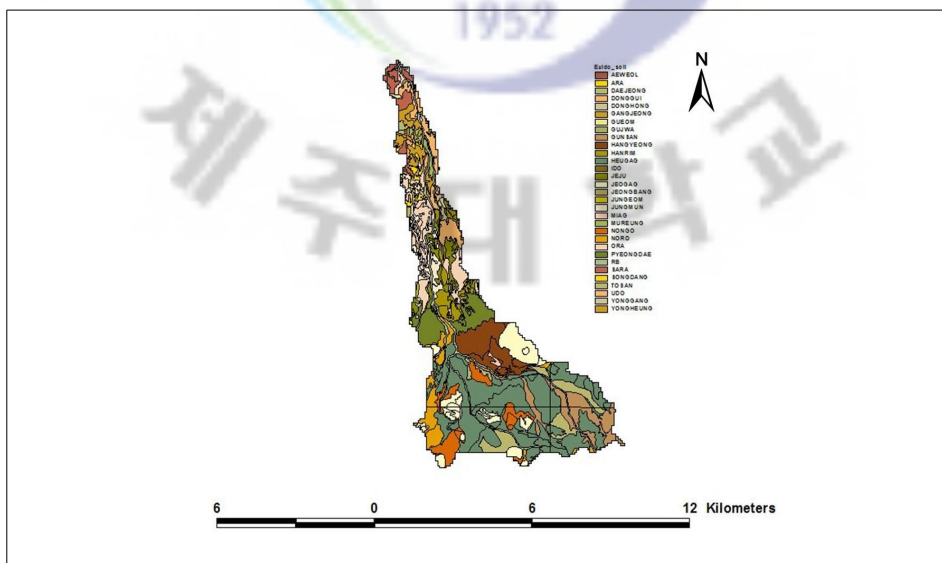 1952
제주대학교
N
AEWEOL
ARA
DAEJEONG
DONGGUI
DONGHONG
GANGJEONG
GUEOM
GUJWA
GUNSAN
HANGYEONG
HANRIM
HEUGAG
IDO
JEJU
JEOGAG
JEONGBANG
JUNGEOM
JUNGMUN
MIAG
MUREUNG
NONGO
NORO
ORA
PYEONGDAE
RB
SARA
SONGDANG
TOSAN
UDO
YONGGANG
YONGHEUNG
6 0 6 12 Kilometers